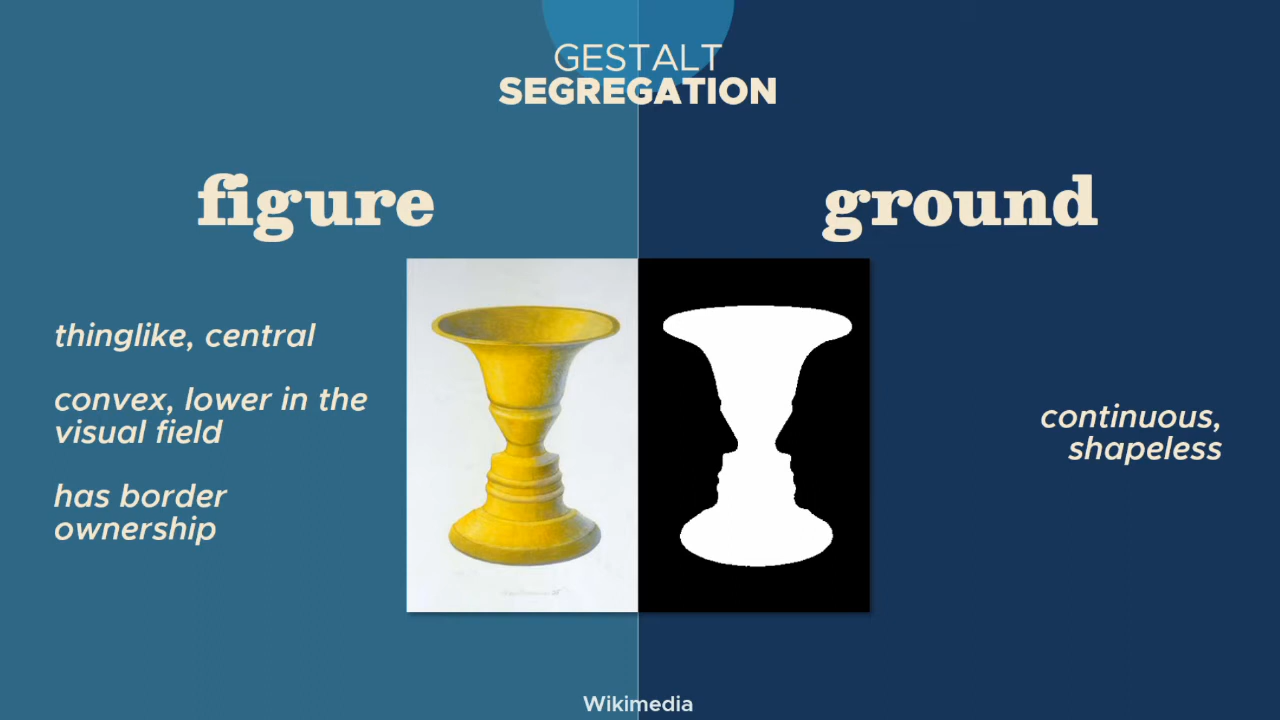 GESTALT
SEGREGATION
figure
ground
thinglike, central
convex, lower in the
visual field
has border
ownership
continuous,
shapeless
Wikimedia